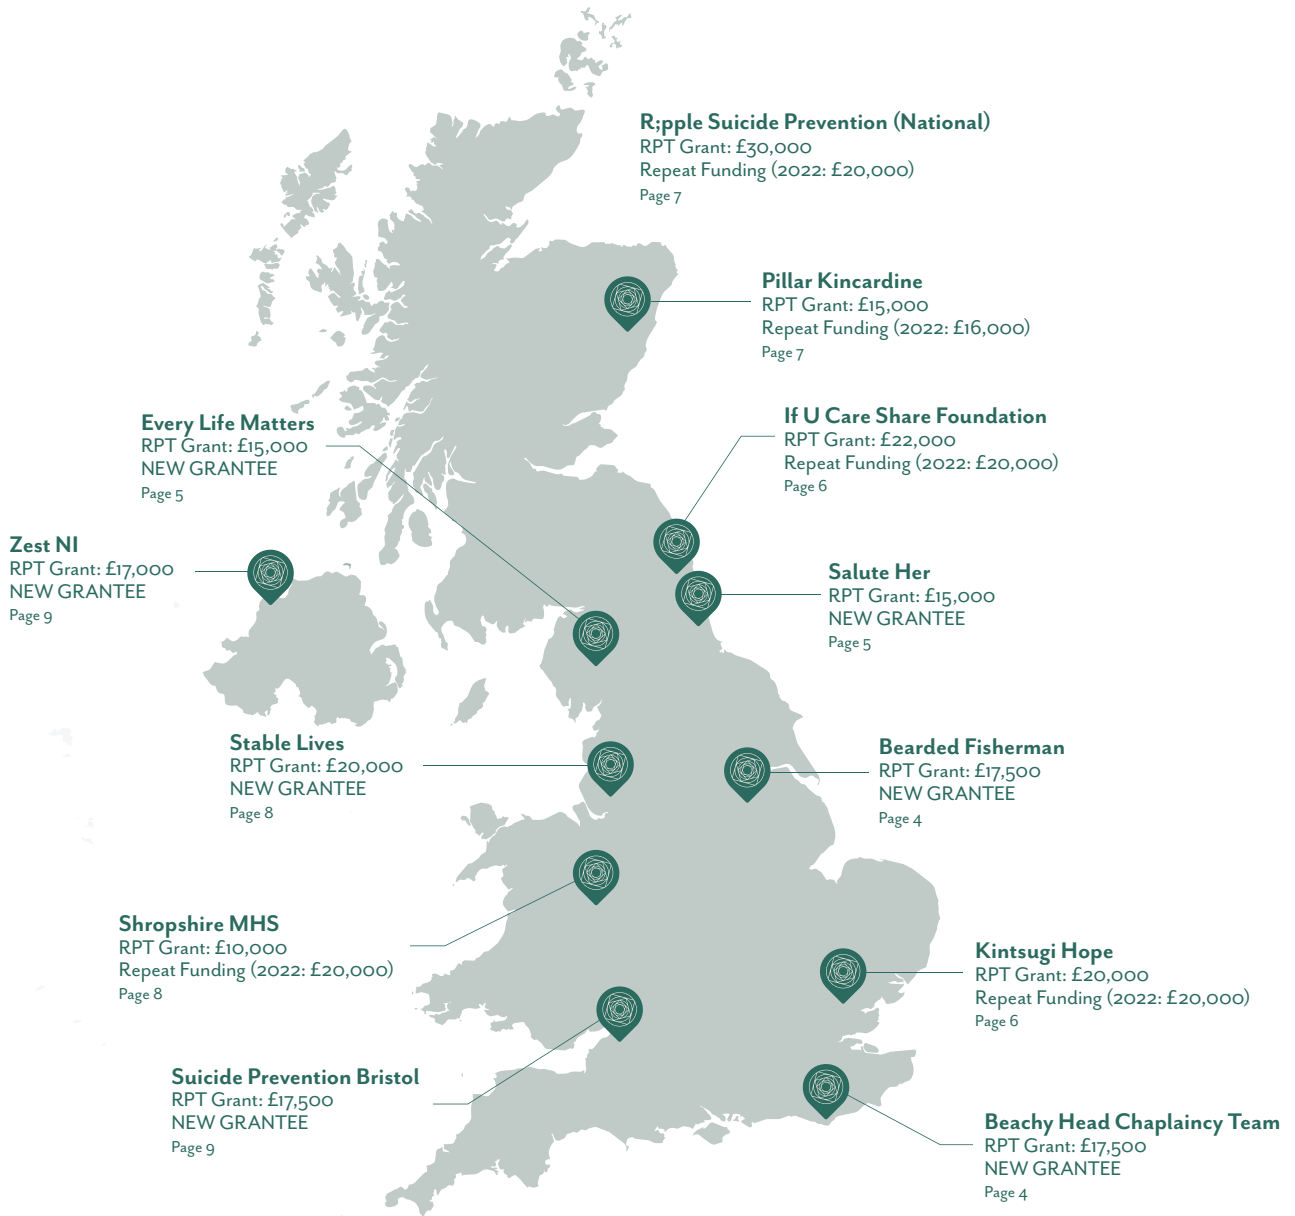 R;pple Suicide Prevention (National)
RPT Grant: £30,000
Repeat Funding (2022: £20,000)
Page 7
Pillar Kincardine
RPT Grant: £15,000
Repeat Funding (2022: £16,000)
Page 7
Every Life Matters
RPT Grant: £15,000
NEW GRANTEE
Page 5
If U Care Share Foundation
RPT Grant: £22,000
Repeat Funding (2022: £20,000)
Page 6
Zest NI
RPT Grant: £17,000
NEW GRANTEE
Page 9
Salute Her
RPT Grant: £15,000
NEW GRANTEE
Page 5
Stable Lives
RPT Grant: £20,000
NEW GRANTEE
Page 8
Bearded Fisherman
RPT Grant: £17,500
NEW GRANTEE
Page 4
Shropshire MHS
RPT Grant: £10,000
Repeat Funding (2022: £20,000)
Page 8
Kintsugi Hope
RPT Grant: £20,000
Repeat Funding (2022: £20,000)
Page 6
Suicide Prevention Bristol
RPT Grant: £17,500
NEW GRANTEE
Page 9
Beachy Head Chaplaincy Team
RPT Grant: £17,500
NEW GRANTEE
Page 4